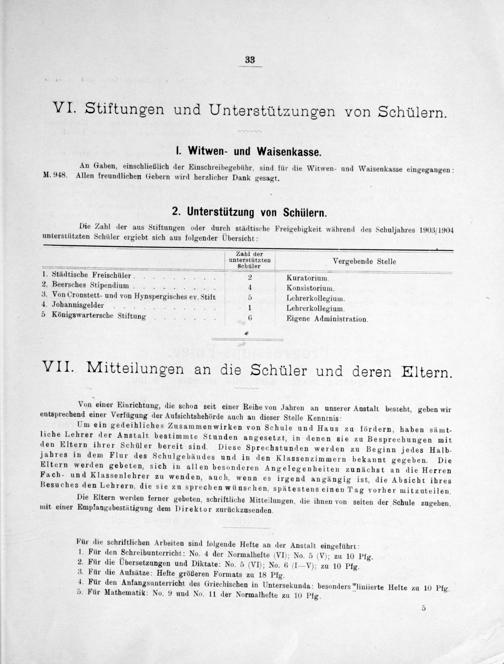 33
VI. Stiftungen und Unterstützungen von Schülern.
I. Witwen- und Waisenkasse.
An Gaben, einschließlich der Einschreibegebühr, sind für die Witwen- und Waisenkasse eingegangen:
M. 948. Allen freundlichen Gebern wird herzlicher Dank gesagt.
2. Unterstützung von Schülern.
Die Zahl der aus Stiftungen oder durch städtische Freigebigkeit während des Schuljahres 1903/1904
unterstützten Schüler ergibt sich aus folgender Übersicht:
Zahl der unterstützten Schüler Vergebende Stelle
1. Städtische Freischüler . . . . . . . . . 2 Kuratorium.
2. Beersches Stipendium . . . . . . . . . 4 Konsistorium.
3. Von Cronstett- und von Hynspergisches ev. Stift 5 Lehrerkollegium.
4. Johannisgelder . . . . . . . . . . . 1 Lehrerkollegium.
5 Königswartersche Stiftung . . . . . . . 6 Eigene Administration.
VII. Mitteilungen an die Schüler und deren Eltern.
Von einer Einrichtung, die schon seit einer Reihe von Jahren an unserer Anstalt besteht, geben wir
entsprechend einer Verfügung der Aufsichtsbehörde auch an dieser Stelle Kenntnis:
Um ein gedeihliches Zusammenwirken von Schule und Haus zu fördern, haben sämt-
liche Lehrer der Anstalt bestimmte Stunden angesetzt, in denen sie zu Besprechungen mit
den Eltern ihrer Schüler bereit sind. Diese Sprechstunden werden zu Beginn jedes Halb-
jahres in dem Flur des Schulgebäudes und in den Klassenzimmern bekannt gegeben. Die
Eltern werden gebeten, sich in allen besonderen Angelegenheiten zunächst an die Herren
Fach- und Klassenlehrer zu wenden, auch, wenn es irgend angängig ist, die Absicht ihres
Besuches den Lehrern, die sie zu sprechen wünschen, spätestens einen Tag vorher mitzuteilen.
Die Eltern werden ferner gebeten, schriftliche Mitteilungen, die ihnen von seiten der Schule zugehen,
mit einer Empfangsbestätigung dem Direktor zurückzusenden.
Für die schriftlichen Arbeiten sind folgende Hefte an der Anstalt eingeführt:
1. Für den Schreibunterricht: No. 4 der Normalhefte (VI); No. 5 (V); zu 10 Pfg.
2. Für die Übersetzungen und Diktate: No. 5 (VI); No. 6 (I—V); zu 10 Pfg.
3. Für die Aufsätze: Hefte größeren Formats zu 18 Pfg.
4. Für den Anfangsunterricht des Griechischen in Untersekunda: besonders liniierte Hefte zu 10 Pfg.
5. Für Mathematik: No. 9 und No. 11 der Normalhefte zu 10 Pfg.
5